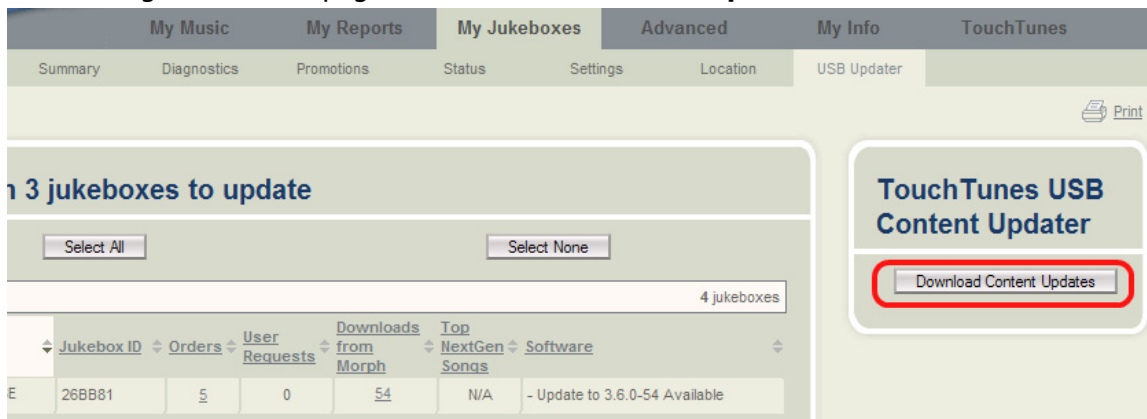 My Music My Reports My Jukeboxes Advanced My Info TouchTunes
Summary Diagnostics Promotions Status Settings Location USB Updater
Print
3 jukeboxes to update
TouchTunes USB
Content Updater
Select All Select None
Download Content Updates
4 jukeboxes
Jukebox ID Orders User Requests Downloads from Morph Top NextGen Songs Software
E 26BB81 5 0 54 N/A - Update to 3.6.0-54 Available